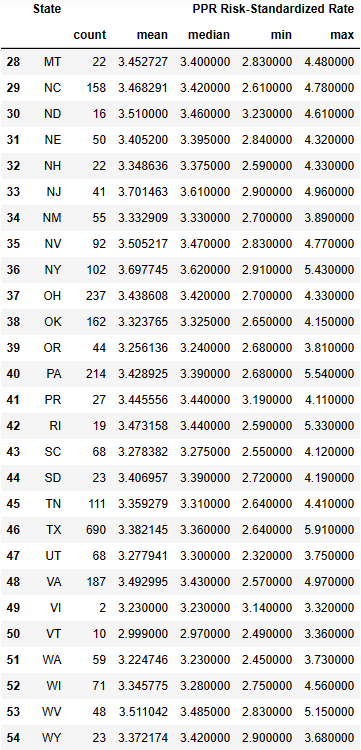 State PPR Risk-Standardized Rate
count mean median min max
28 MT 22 3.452727 3.400000 2.830000 4.480000
29 NC 158 3.468291 3.420000 2.610000 4.780000
30 ND 16 3.510000 3.460000 3.230000 4.610000
31 NE 50 3.405200 3.395000 2.840000 4.320000
32 NH 22 3.348636 3.375000 2.590000 4.330000
33 NJ 41 3.701463 3.610000 2.900000 4.960000
34 NM 55 3.332909 3.330000 2.700000 3.890000
35 NV 92 3.505217 3.470000 2.830000 4.770000
36 NY 102 3.697745 3.620000 2.910000 5.430000
37 OH 237 3.438608 3.420000 2.700000 4.330000
38 OK 162 3.323765 3.325000 2.650000 4.150000
39 OR 44 3.256136 3.240000 2.680000 3.810000
40 PA 214 3.428925 3.390000 2.680000 5.540000
41 PR 27 3.445556 3.440000 3.190000 4.110000
42 RI 19 3.473158 3.440000 2.590000 5.330000
43 SC 68 3.278382 3.275000 2.550000 4.120000
44 SD 23 3.406957 3.390000 2.720000 4.190000
45 TN 111 3.359279 3.310000 2.640000 4.410000
46 TX 690 3.382145 3.360000 2.640000 5.910000
47 UT 68 3.277941 3.300000 2.320000 3.750000
48 VA 187 3.492995 3.430000 2.570000 4.970000
49 VI 2 3.230000 3.230000 3.140000 3.320000
50 VT 10 2.999000 2.970000 2.490000 3.360000
51 WA 59 3.224746 3.230000 2.450000 3.730000
52 WI 71 3.345775 3.280000 2.750000 4.560000
53 WV 48 3.511042 3.485000 2.830000 5.150000
54 WY 23 3.372174 3.420000 2.900000 3.680000